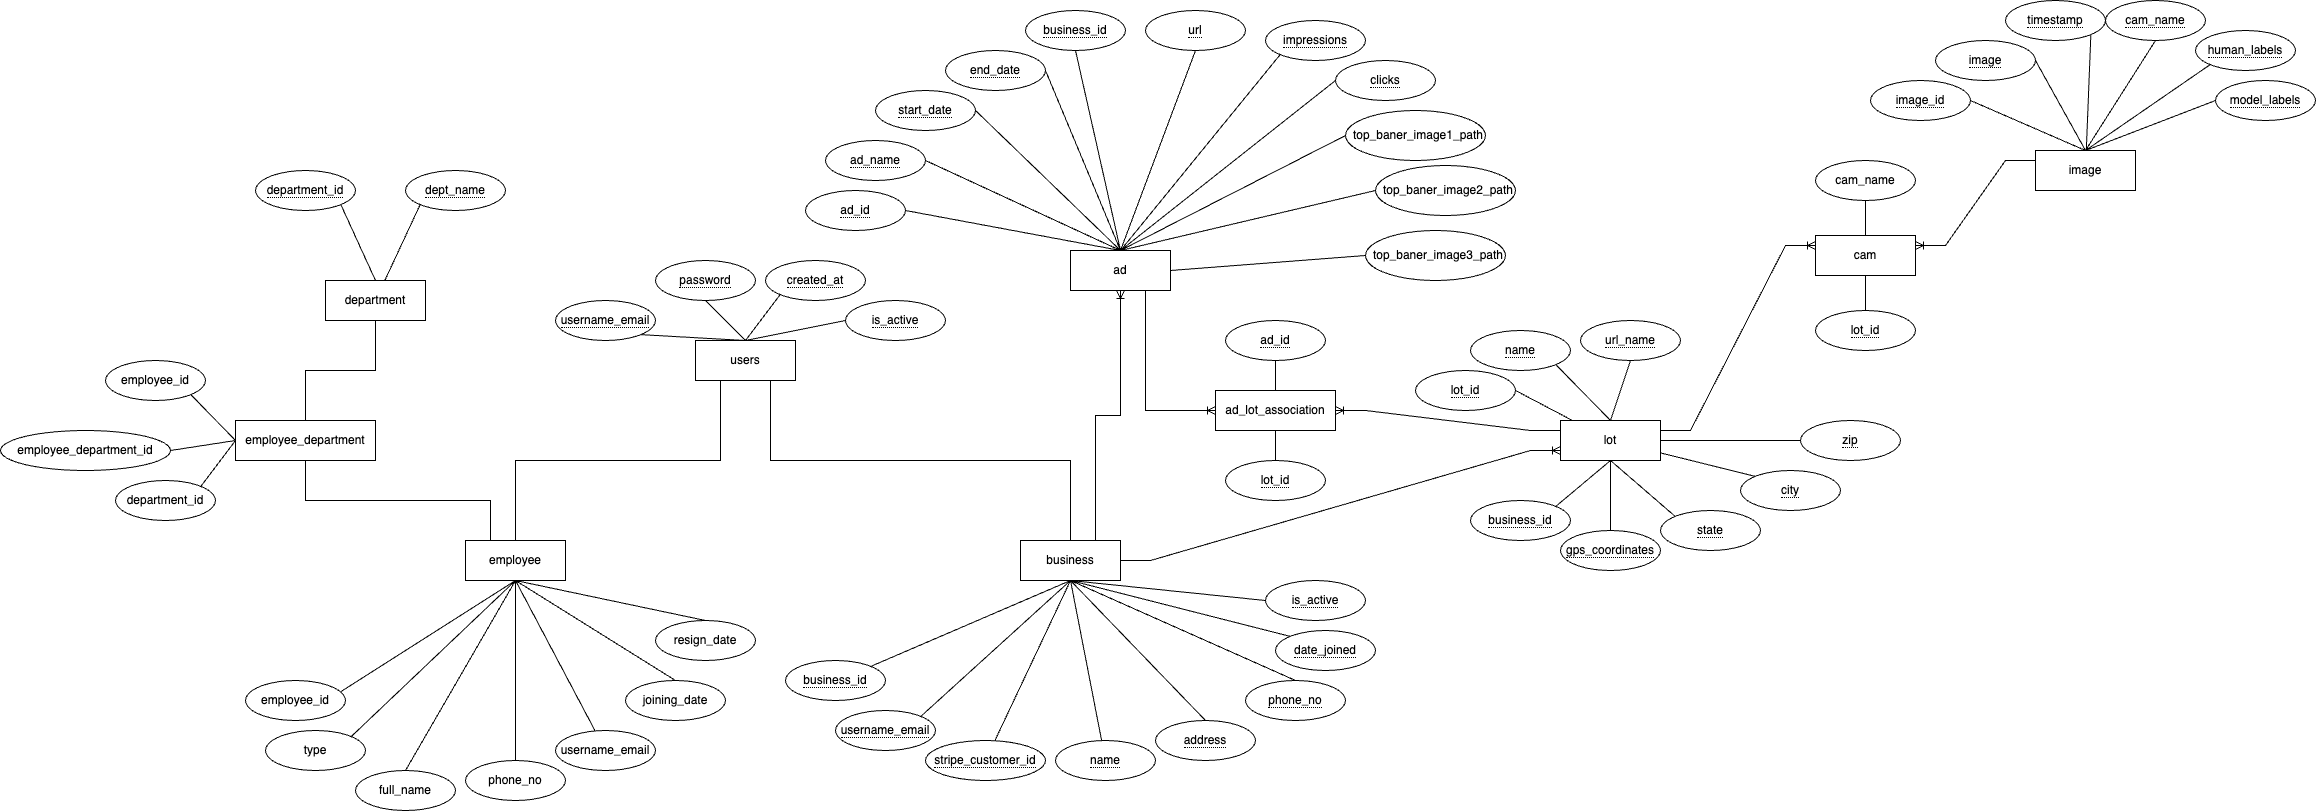 timestamp
cam_name
business_id
url
impressions
human_labels
image
end_date
clicks
image_id
model_labels
start_date
top_baner_image1_path
ad_name
image
cam_name
department_id
dept_name
top_baner_image2_path
ad_id
top_baner_image3_path
cam
ad
password
created_at
department
username_email
is_active
lot_id
ad_id
url_name
name
users
employee_id
lot_id
ad_lot_association
employee_department
lot
zip
employee_department_id
lot_id
city
department_id
business_id
state
gps_coordinates
employee
business
is_active
resign_date
date_joined
business_id
employee_id
joining_date
phone_no
username_email
address
type
username_email
stripe_customer_id
name
phone_no
full_name